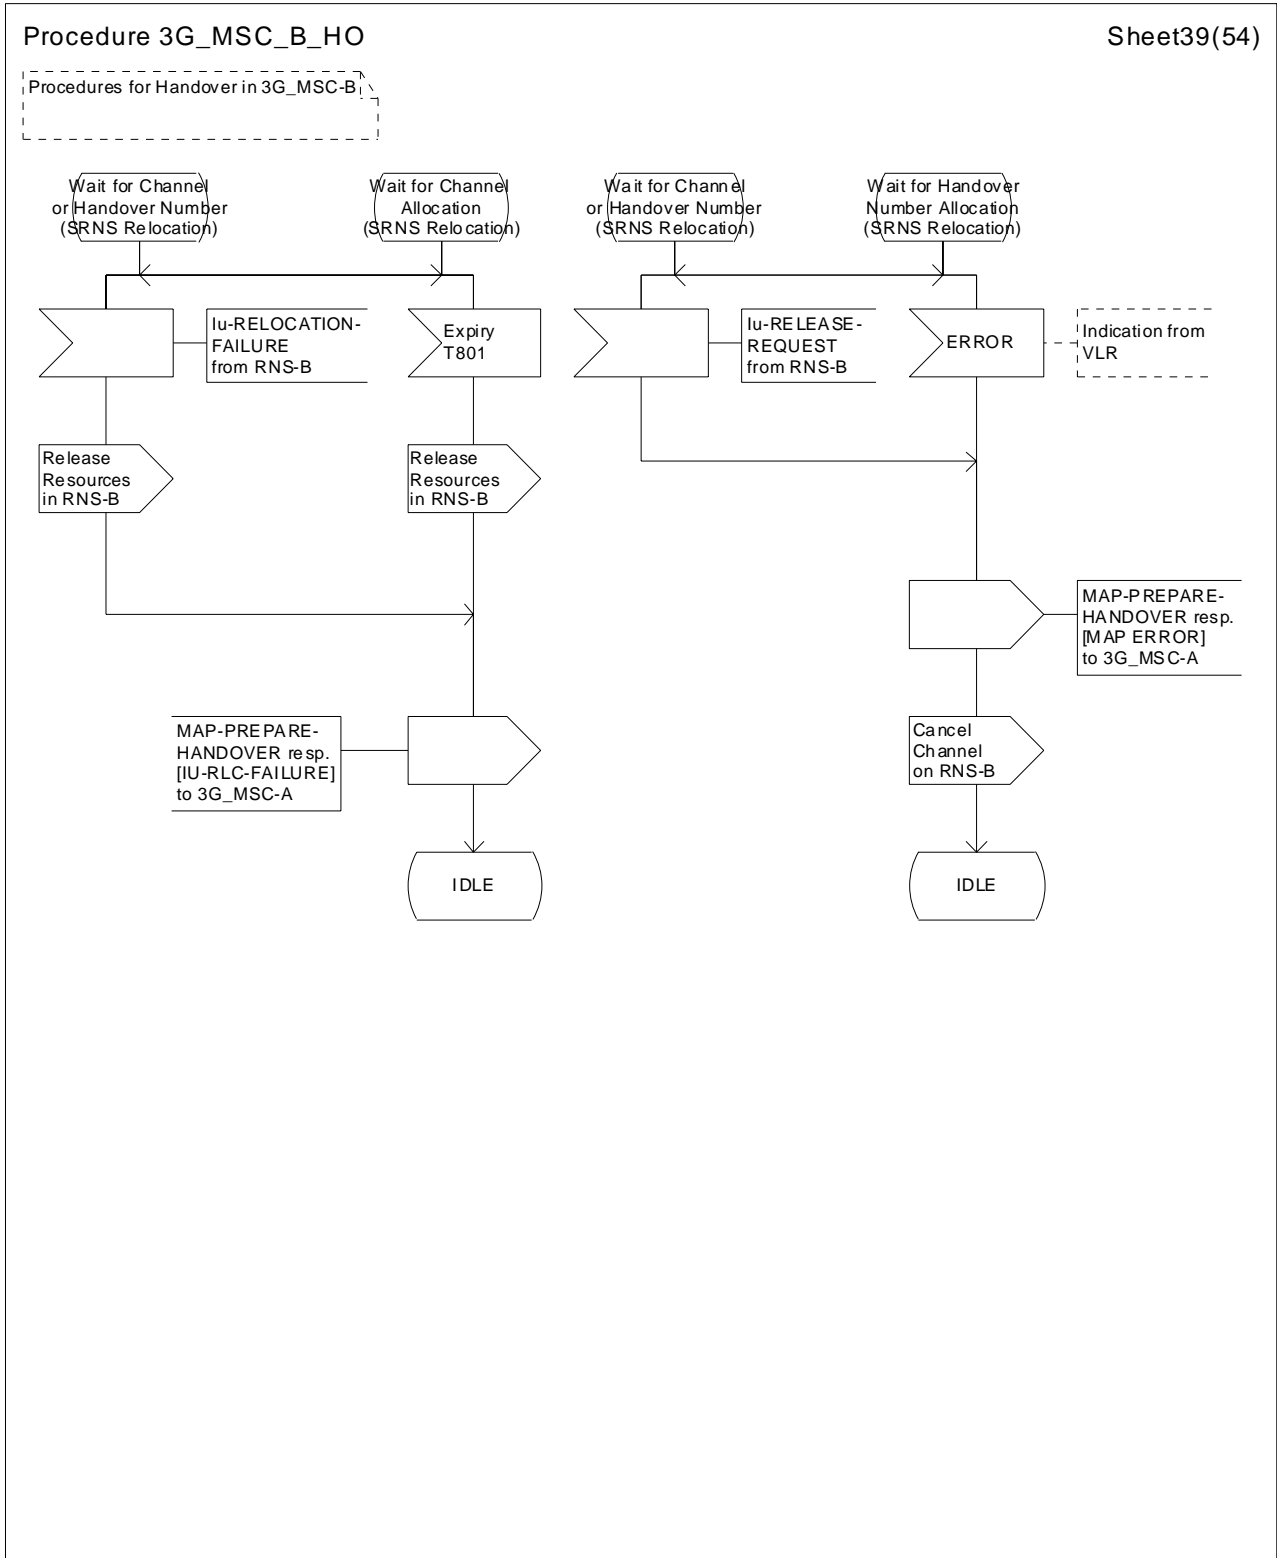 Procedure 3G_MSC_B_HO
Sheet39(54)
Procedures for Handover in 3G_MSC-B
Wait for Channel
or Handover Number
(SRNS Relocation)
Wait for Channel
Allocation
(SRNS Relocation)
Wait for Channel
or Handover Number
(SRNS Relocation)
Wait for Handover
Number Allocation
(SRNS Relocation)
Iu-RELOCATION-
FAILURE
from RNS-B
Expiry
T801
Iu-RELEASE-
REQUEST
from RNS-B
ERROR
Indication from
VLR
Release
Resources
in RNS-B
Release
Resources
in RNS-B
MAP-PREPARE-
HANDOVER resp.
[MAP ERROR]
to 3G_MSC-A
MAP-PREPARE-
HANDOVER resp.
[IU-RLC-FAILURE]
to 3G_MSC-A
Cancel
Channel
on RNS-B
IDLE
IDLE